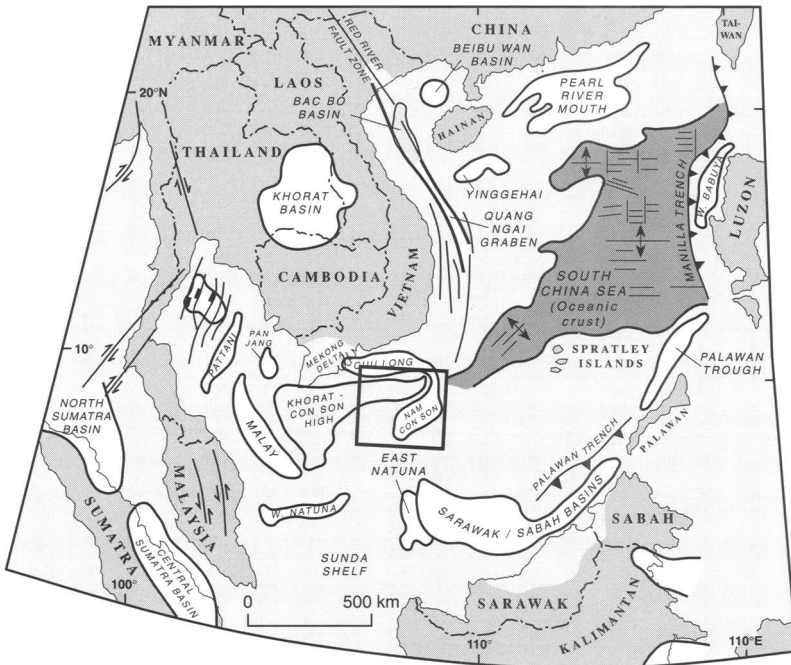 CHINA
TAI-
WAN
MYANMAR
RED RIVER
FAULT ZONE
BEIBU WAN
BASIN
20°N
LAOS
BAC BO
BASIN
PEARL
RIVER
MOUTH
HAINAN
THAILAND
KHORAT
BASIN
YINGGEHAI
MANILLA TRENCH
W. BABUYA
LUZON
QUANG
NGAI
GRABEN
CAMBODIA
VIETNAM
SOUTH
CHINA SEA
(Oceanic
crust)
10°
PATTANI
PAN
JANG
MEKONG
DELTA
CUU LONG
SPRATLEY
ISLANDS
PALAWAN
TROUGH
NORTH
SUMATRA
BASIN
KHORAT -
CON SON
HIGH
NAM
CON SON
MALAY
PALAWAN
EAST
NATUNA
PALAWAN TRENCH
MALAYSIA
W. NATUNA
SARAWAK / SABAH BASINS
SABAH
SUMATRA
CENTRAL
SUMATRA BASIN
SUNDA
SHELF
100°
0 500 km
SARAWAK
KALIMANTAN
110°
110°E